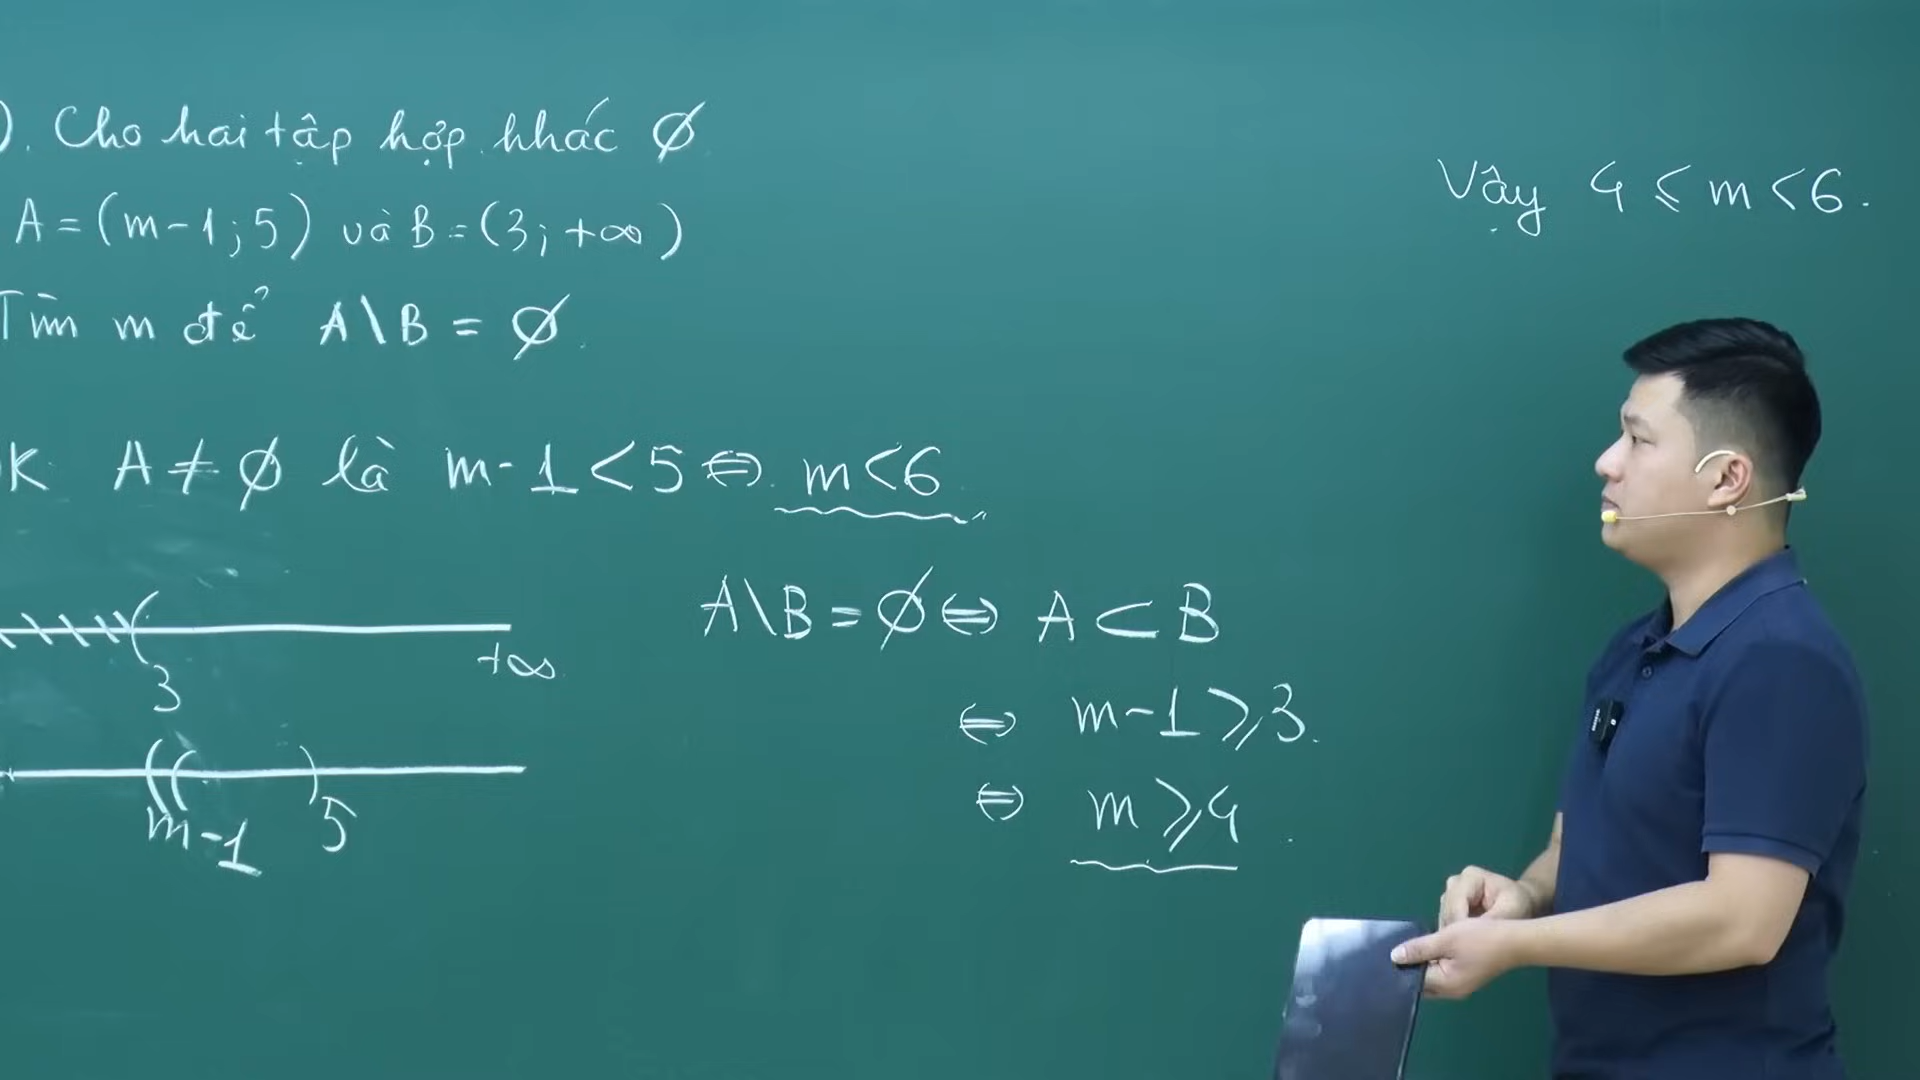 ). Cho hai tập hợp khác ∅
A = (m-1; 5) và B = (3; +∞)
Tìm m để A\B = ∅.
K A ≠ ∅ là m-1 < 5 ⇔ m < 6
3 +∞
m-1 5
A\B = ∅ ⇔ A ⊂ B
⇔ m-1 ⩾ 3.
⇔ m ⩾ 4.
Vậy 4 ⩽ m < 6.